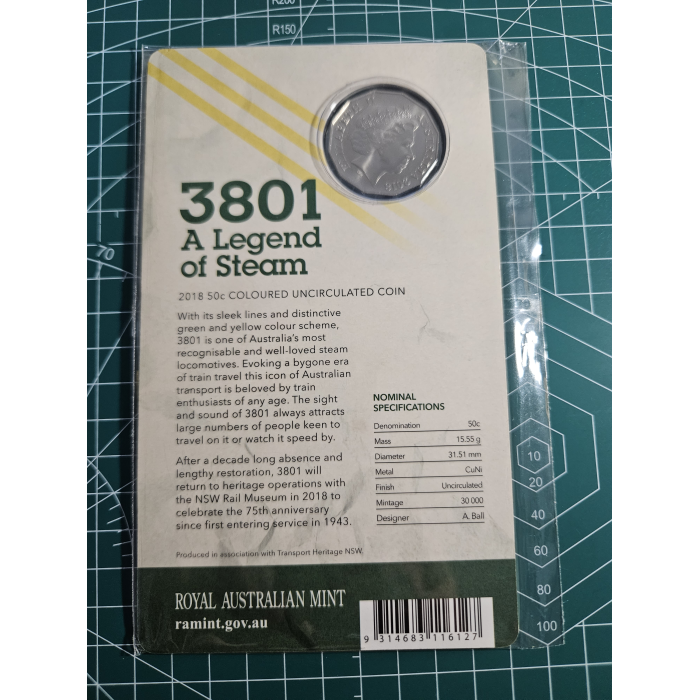 R200
R150
70
3801
A Legend
of Steam
2018 50c COLOURED UNCIRCULATED COIN
With its sleek lines and distinctive
green and yellow colour scheme,
3801 is one of Australia's most
recognisable and well-loved steam
locomotives. Evoking a bygone era
of train travel this icon of Australian
transport is beloved by train
enthusiasts of any age. The sight
and sound of 3801 always attracts
large numbers of people keen to
travel on it or watch it speed by.
After a decade long absence and
lengthy restoration, 3801 will
return to heritage operations with
the NSW Rail Museum in 2018 to
celebrate the 75th anniversary
since first entering service in 1943.
Produced in association with Transport Heritage NSW.
NOMINAL
SPECIFICATIONS
Denomination 50c
Mass 15.55 g
Diameter 31.51 mm
Metal CuNi
Finish Uncirculated
Mintage 30 000
Designer A. Ball
ROYAL AUSTRALIAN MINT
ramint.gov.au
9 314683 116127
10
20
40
60
80
100